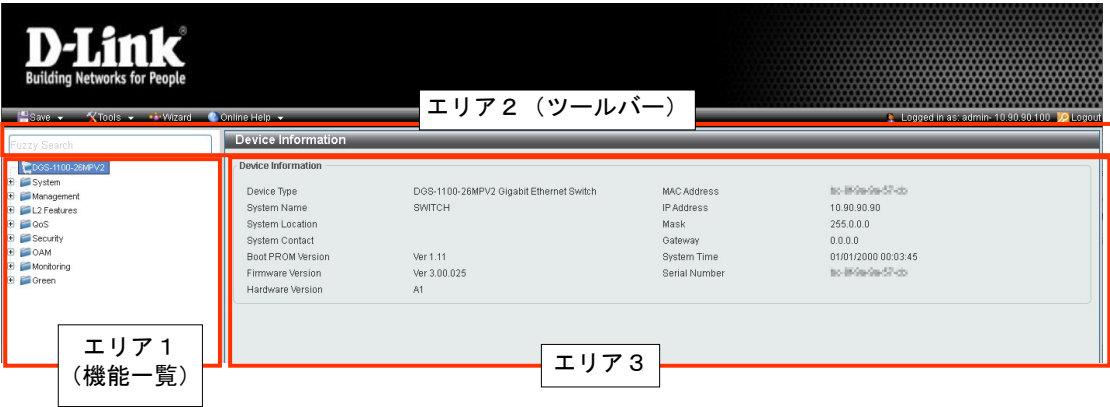 D-Link®
Building Networks for People
Save Tools Wizard Online Help
エリア2（ツールバー）
Logged in as: admin- 10.90.90.100 Logout
Fuzzy Search
Device Information
DGS-1100-26MPV2
System
Management
L2 Features
QoS
Security
OAM
Monitoring
Green
エリア1
（機能一覧）
Device Information
Device Type DGS-1100-26MPV2 Gigabit Ethernet Switch MAC Address
System Name SWITCH IP Address 10.90.90.90
System Location Mask 255.0.0.0
System Contact Gateway 0.0.0.0
Boot PROM Version Ver 1.11 System Time 01/01/2000 00:03:45
Firmware Version Ver 3.00.025 Serial Number
Hardware Version A1
エリア3